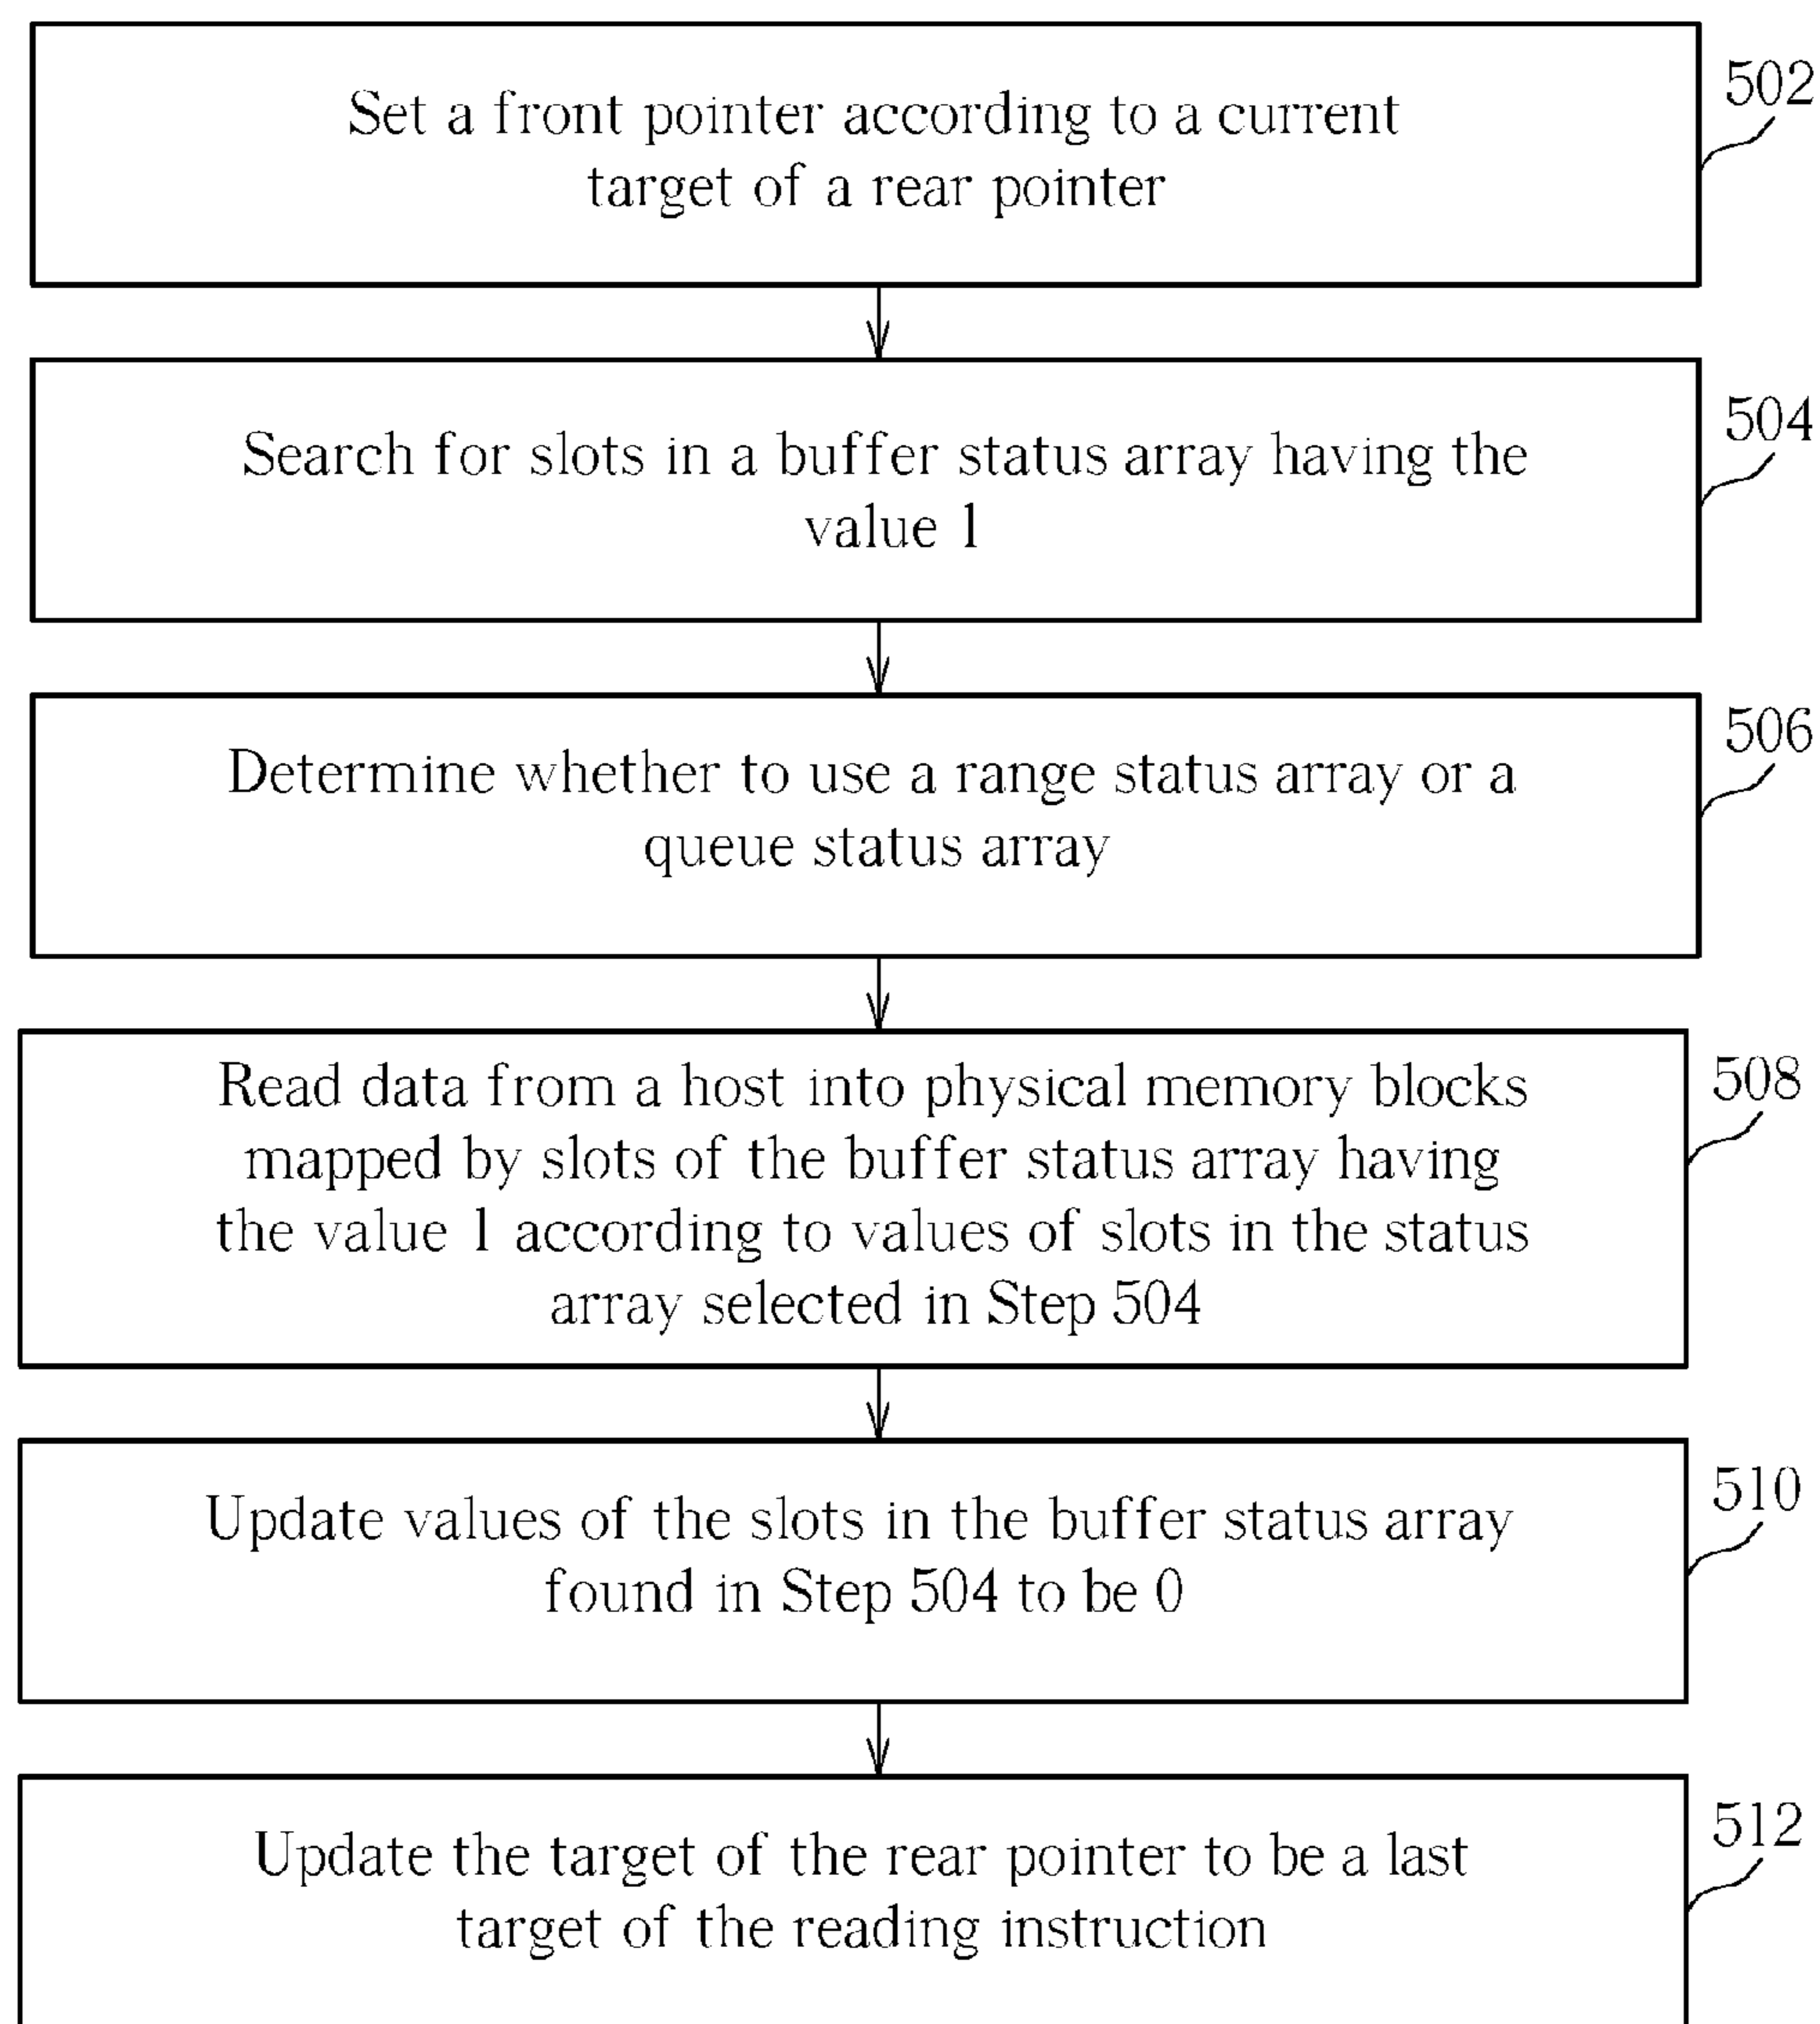 Set a front pointer according to a current
target of a rear pointer
502
Search for slots in a buffer status array having the
value 1
504
Determine whether to use a range status array or a
queue status array
506
Read data from a host into physical memory blocks
mapped by slots of the buffer status array having
the value 1 according to values of slots in the status
array selected in Step 504
508
Update values of the slots in the buffer status array
found in Step 504 to be 0
510
Update the target of the rear pointer to be a last
target of the reading instruction
512